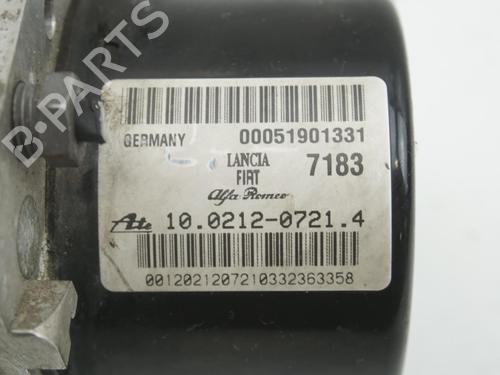 GERMANY 00051901331
LANCIA 7183
FIAT
Alfa Romeo
Ate 10.0212-0721.4
0012021207210332363358
B-PARTS